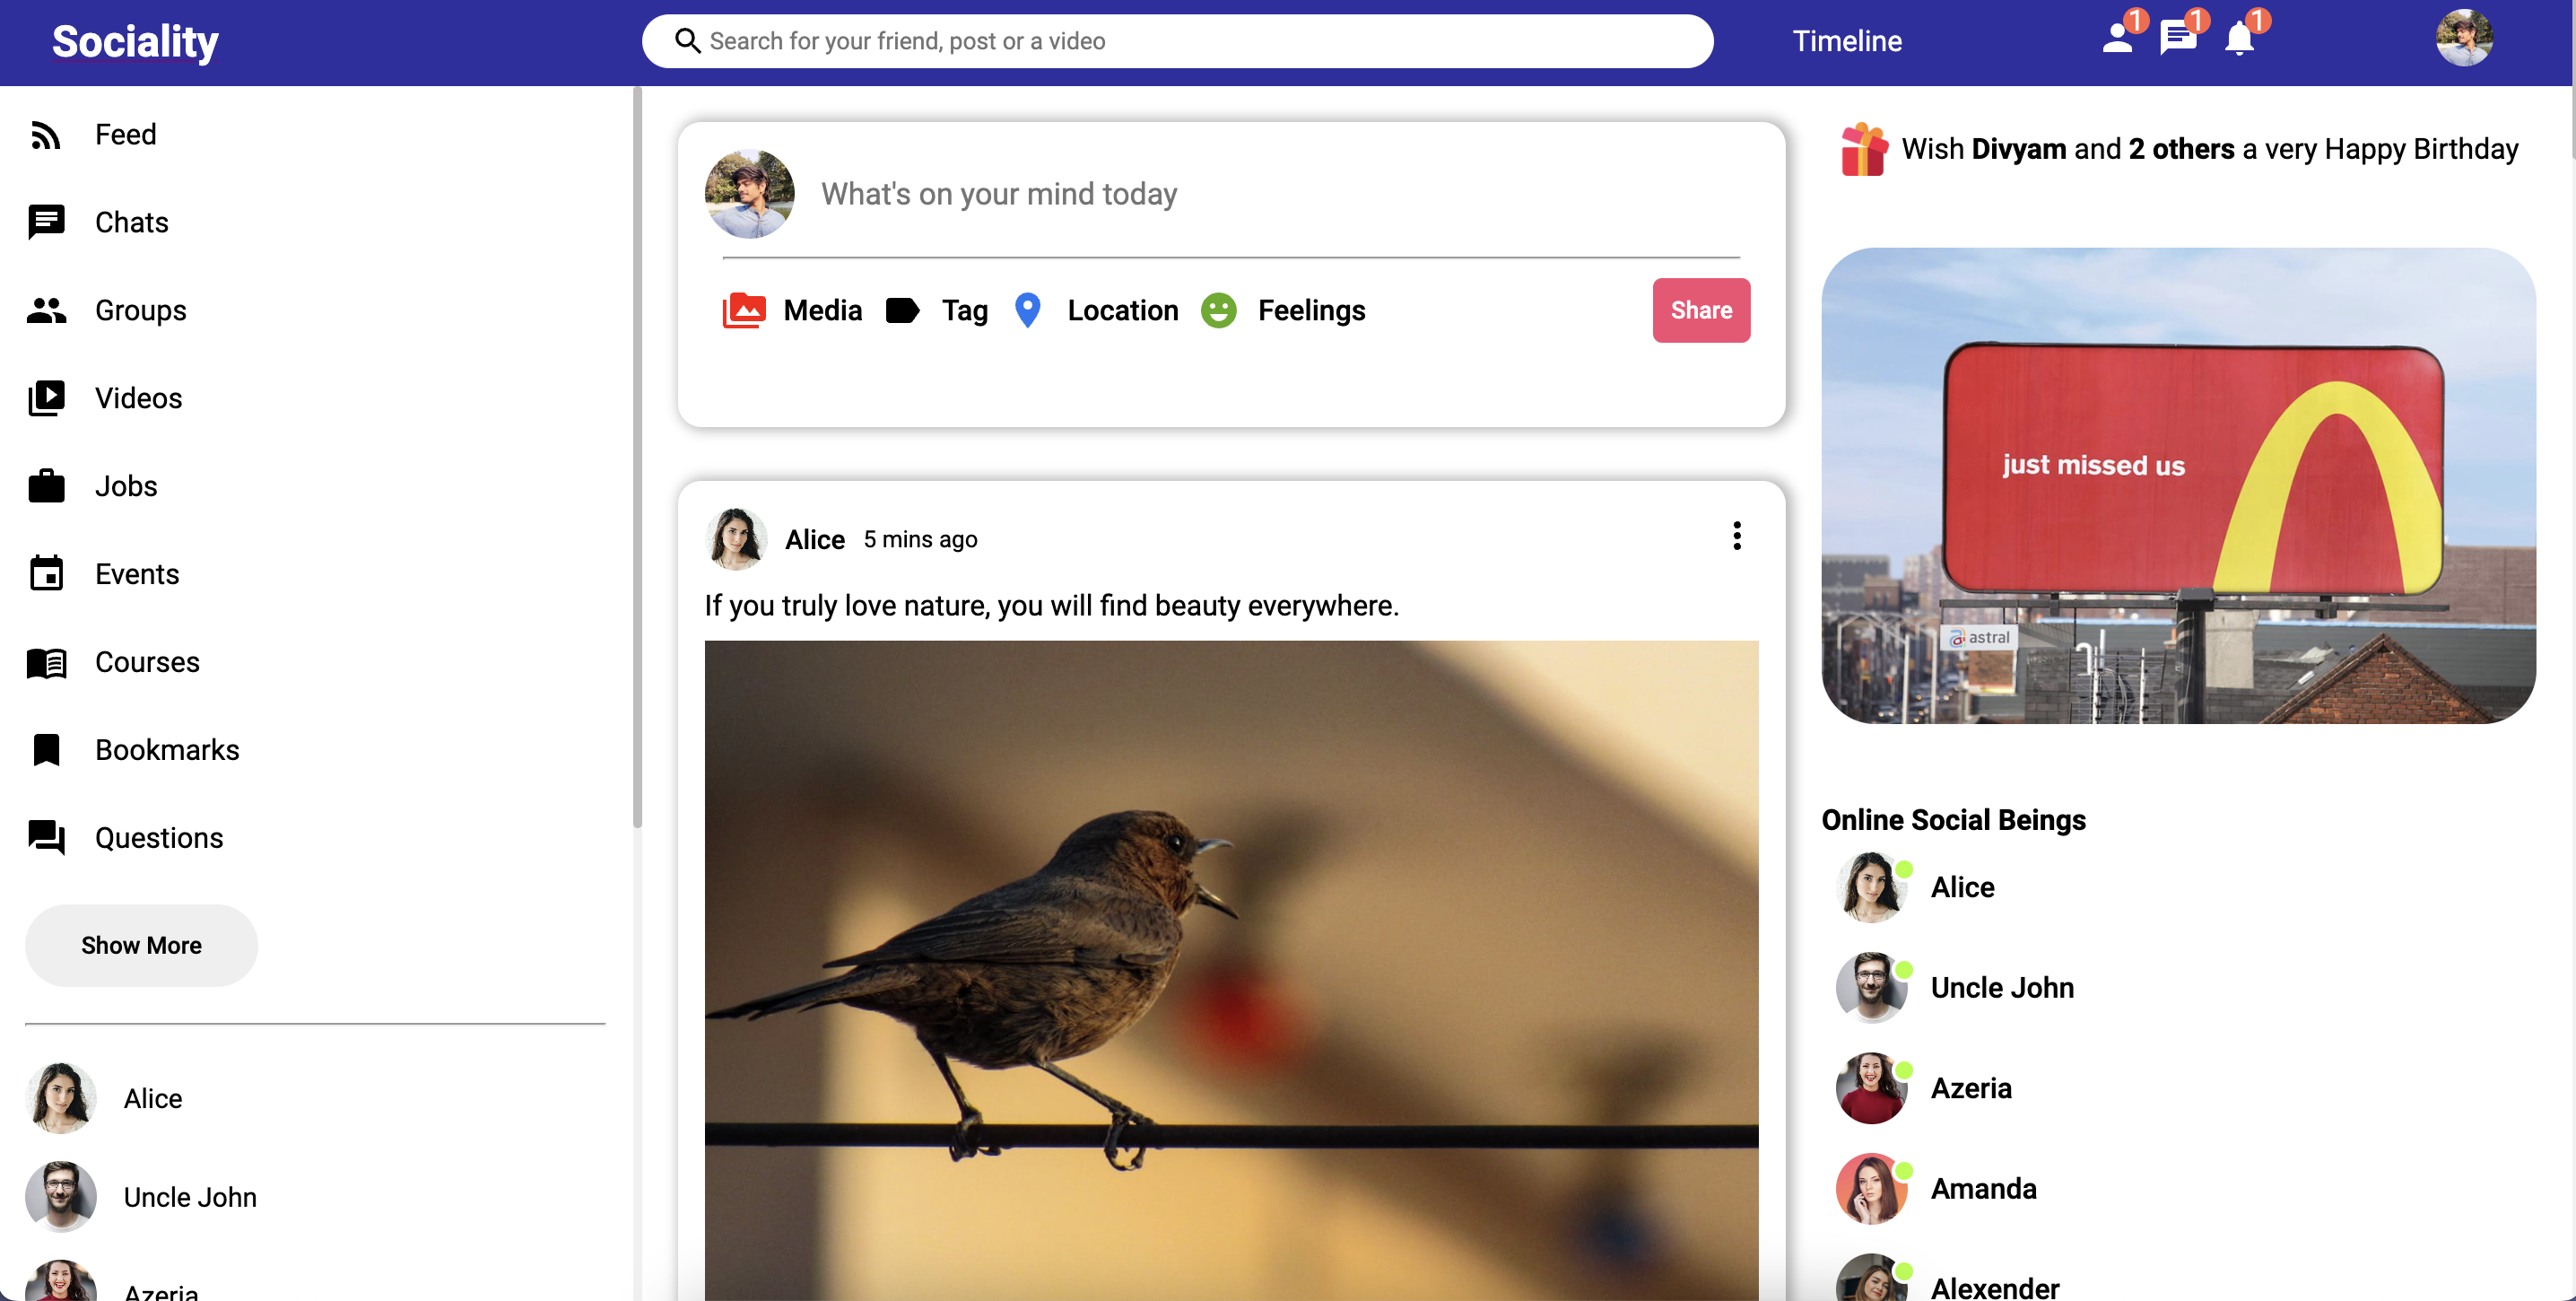 Sociality
Search for your friend, post or a video
Timeline
1
1
1
Feed
Chats
Groups
Videos
Jobs
Events
Courses
Bookmarks
Questions
Show More
Alice
Uncle John
Azeria
What's on your mind today
Media
Tag
Location
Feelings
Share
Alice 5 mins ago
If you truly love nature, you will find beauty everywhere.
Wish Divyam and 2 others a very Happy Birthday
just missed us
astral
Online Social Beings
Alice
Uncle John
Azeria
Amanda
Alexender